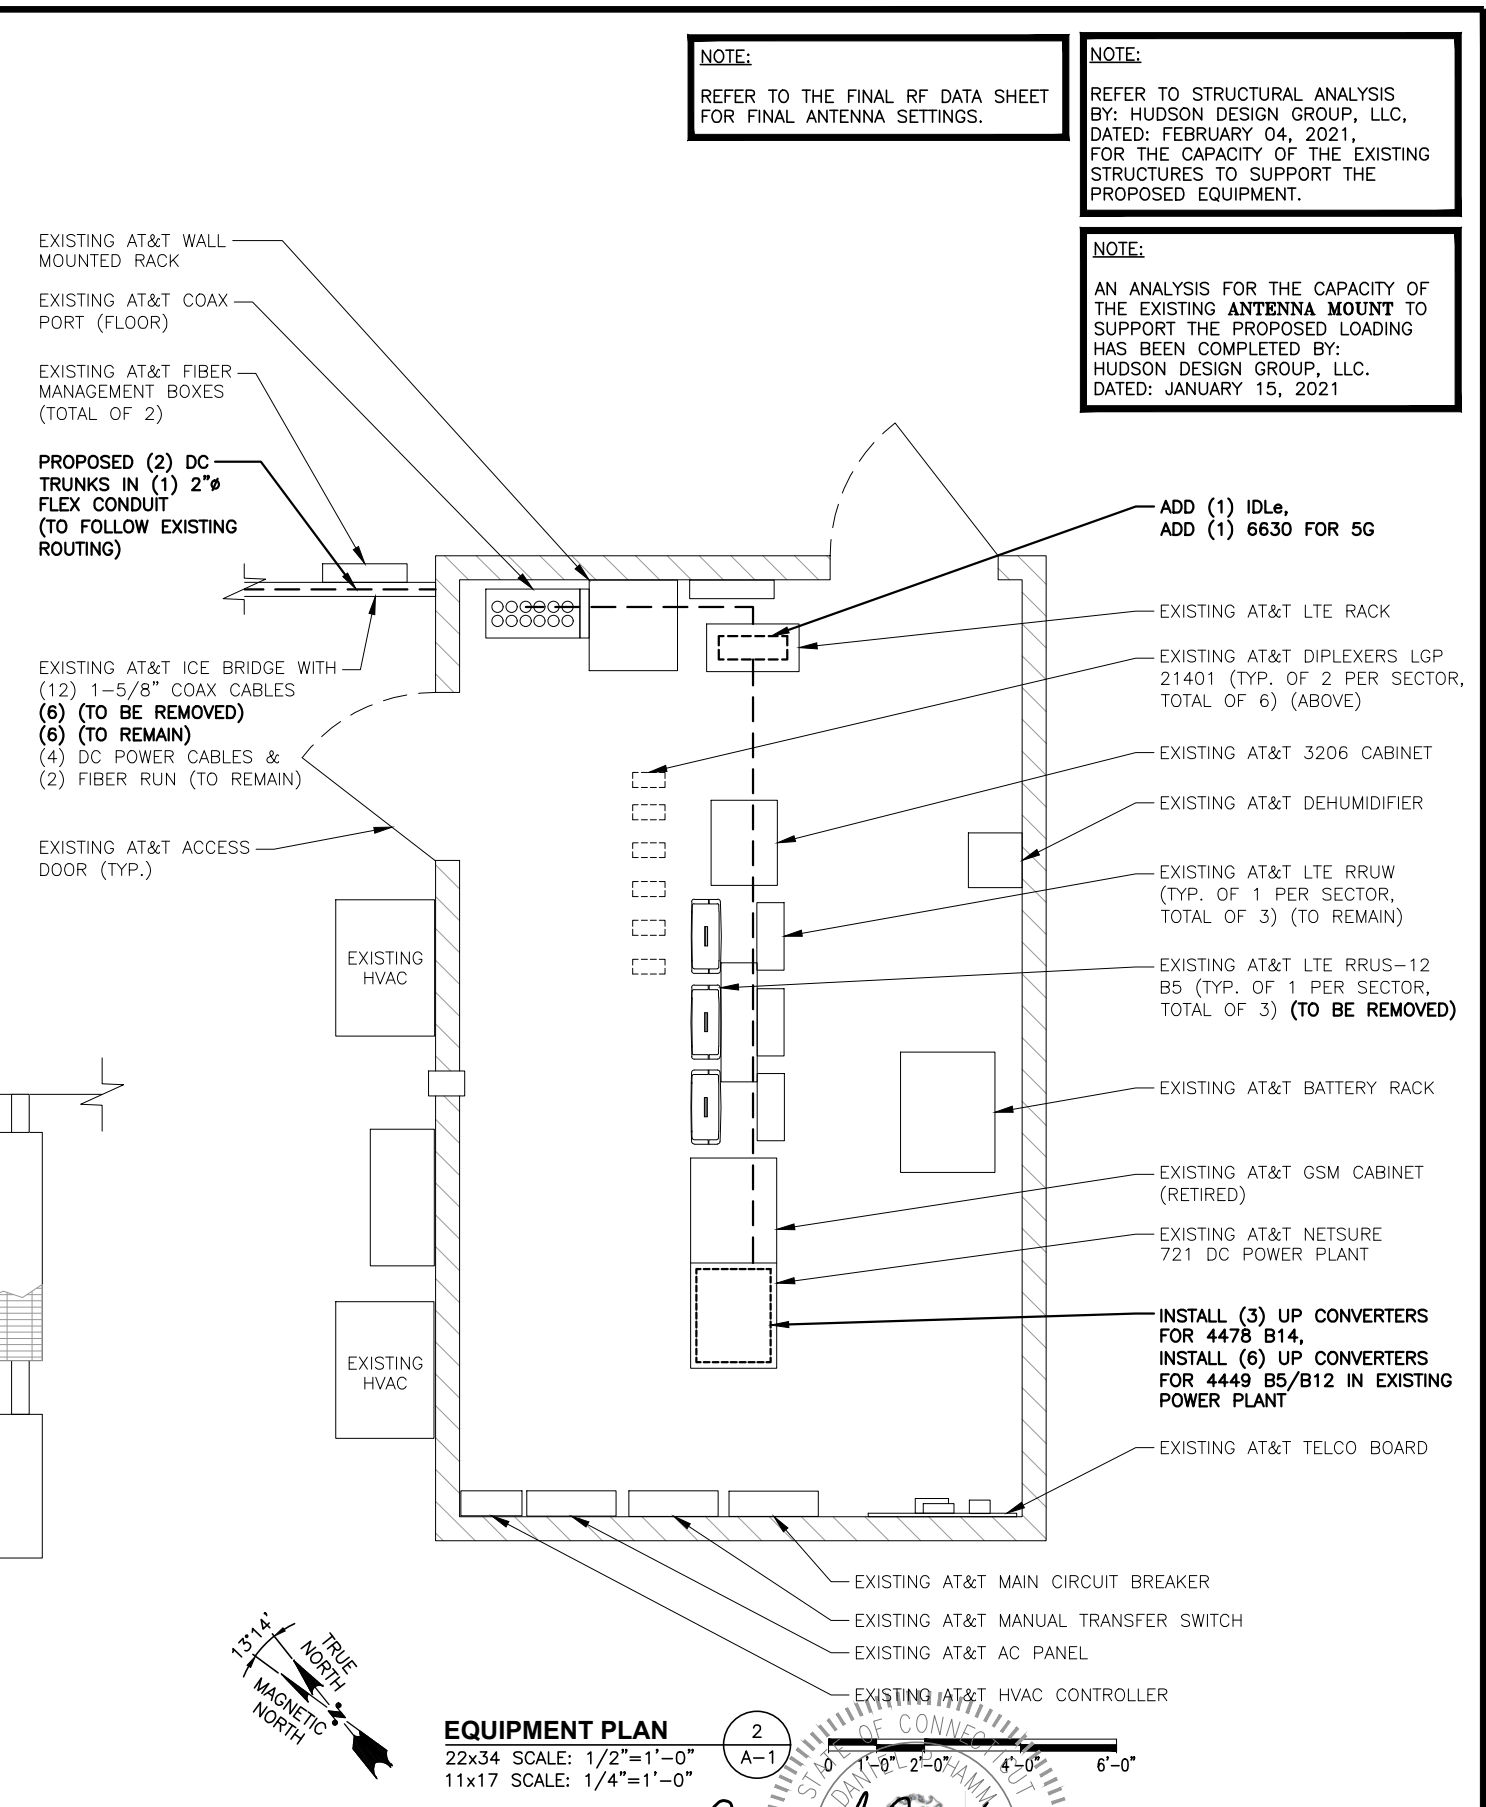 NOTE:
REFER TO THE FINAL RF DATA SHEET
FOR FINAL ANTENNA SETTINGS.
NOTE:
REFER TO STRUCTURAL ANALYSIS
BY: HUDSON DESIGN GROUP, LLC,
DATED: FEBRUARY 04, 2021,
FOR THE CAPACITY OF THE EXISTING
STRUCTURES TO SUPPORT THE
PROPOSED EQUIPMENT.
NOTE:
AN ANALYSIS FOR THE CAPACITY OF
THE EXISTING ANTENNA MOUNT TO
SUPPORT THE PROPOSED LOADING
HAS BEEN COMPLETED BY:
HUDSON DESIGN GROUP, LLC.
DATED: JANUARY 15, 2021
EXISTING AT&T WALL
MOUNTED RACK
EXISTING AT&T COAX
PORT (FLOOR)
EXISTING AT&T FIBER
MANAGEMENT BOXES
(TOTAL OF 2)
PROPOSED (2) DC
TRUNKS IN (1) 2"ø
FLEX CONDUIT
(TO FOLLOW EXISTING
ROUTING)
EXISTING AT&T ICE BRIDGE WITH
(12) 1-5/8" COAX CABLES
(6) (TO BE REMOVED)
(6) (TO REMAIN)
(4) DC POWER CABLES &
(2) FIBER RUN (TO REMAIN)
EXISTING AT&T ACCESS
DOOR (TYP.)
EXISTING
HVAC
EXISTING
HVAC
ADD (1) IDLe,
ADD (1) 6630 FOR 5G
EXISTING AT&T LTE RACK
EXISTING AT&T DIPLEXERS LGP
21401 (TYP. OF 2 PER SECTOR,
TOTAL OF 6) (ABOVE)
EXISTING AT&T 3206 CABINET
EXISTING AT&T DEHUMIDIFIER
EXISTING AT&T LTE RRUW
(TYP. OF 1 PER SECTOR,
TOTAL OF 3) (TO REMAIN)
EXISTING AT&T LTE RRUS-12
B5 (TYP. OF 1 PER SECTOR,
TOTAL OF 3) (TO BE REMOVED)
EXISTING AT&T BATTERY RACK
EXISTING AT&T GSM CABINET
(RETIRED)
EXISTING AT&T NETSURE
721 DC POWER PLANT
INSTALL (3) UP CONVERTERS
FOR 4478 B14,
INSTALL (6) UP CONVERTERS
FOR 4449 B5/B12 IN EXISTING
POWER PLANT
EXISTING AT&T TELCO BOARD
EXISTING AT&T MAIN CIRCUIT BREAKER
EXISTING AT&T MANUAL TRANSFER SWITCH
EXISTING AT&T AC PANEL
EXISTING AT&T HVAC CONTROLLER
13°14'
TRUE
NORTH
MAGNETIC
NORTH
EQUIPMENT PLAN
22x34 SCALE: 1/2"=1'-0"
11x17 SCALE: 1/4"=1'-0"
2
A-1
0 1'-0" 2'-0" 4'-0" 6'-0"
STATE OF CONNECTICUT
DANIEL P. HAMM